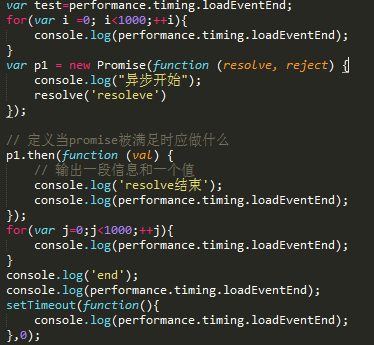 var test=performance.timing.loadEventEnd;
for(var i =0; i<1000;++i){
    console.log(performance.timing.loadEventEnd);
}
var p1 = new Promise(function (resolve, reject) {
    console.log("异步开始");
    resolve('resoleve')
});

// 定义当promise被满足时应做什么
p1.then(function (val) {
    // 输出一段信息和一个值
    console.log('resolve结束');
    console.log(performance.timing.loadEventEnd);
});
for(var j=0;j<1000;++j){
    console.log(performance.timing.loadEventEnd);
}
console.log('end');
console.log(performance.timing.loadEventEnd);
setTimeout(function(){
    console.log(performance.timing.loadEventEnd);
},0);